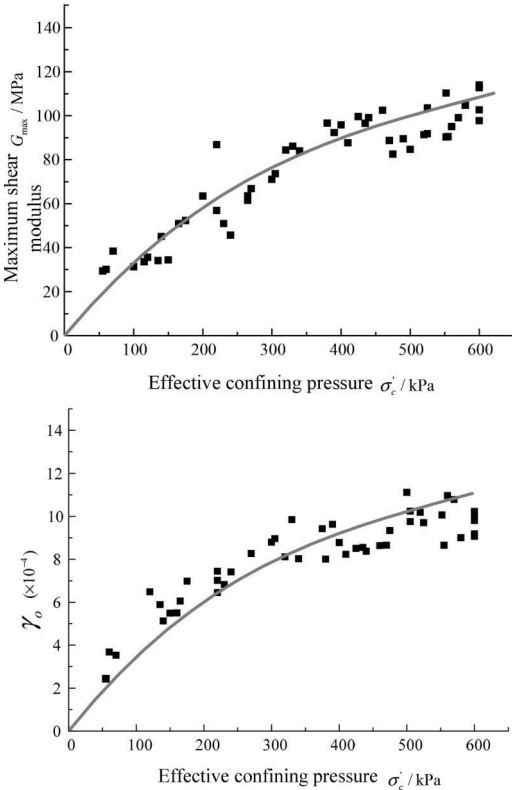 140
120
100
80
60
40
20
0
Maximum shear G_max / MPa
modulus
0 100 200 300 400 500 600
Effective confining pressure σ'_c / kPa
14
12
10
8
6
4
2
0
γ_o (×10⁻⁴)
0 100 200 300 400 500 600
Effective confining pressure σ'_c / kPa